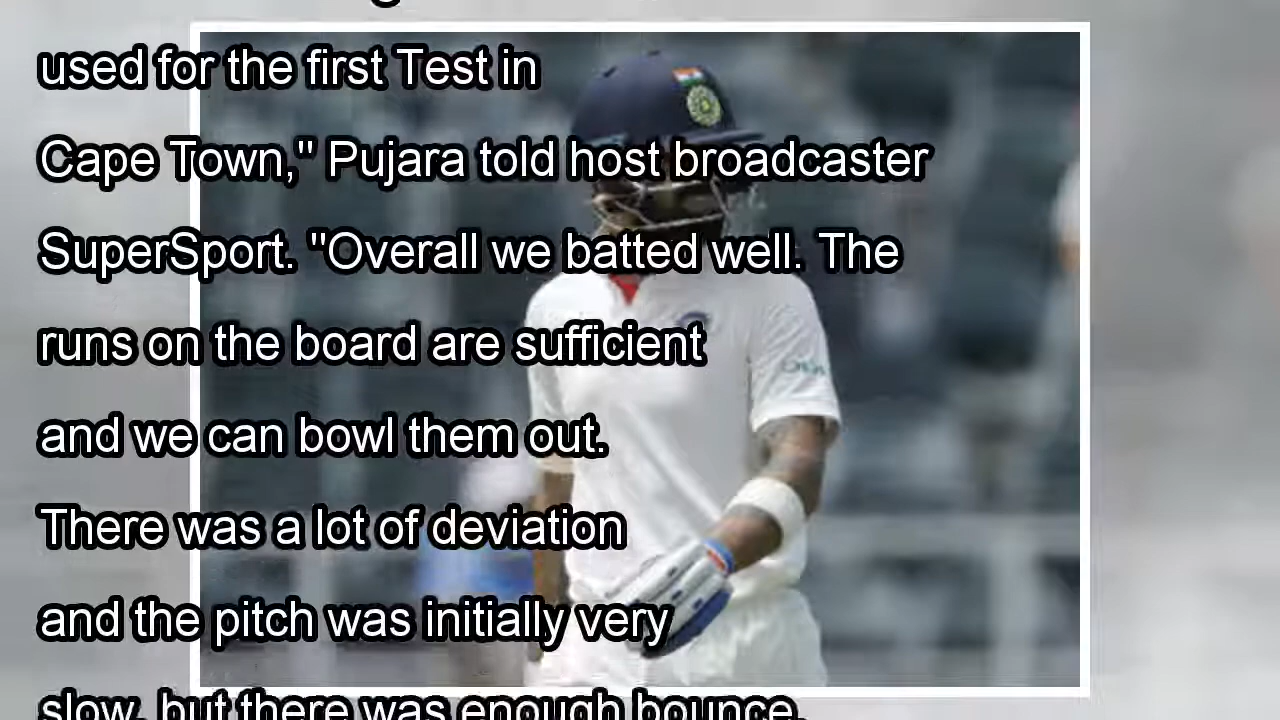 used for the first Test in
Cape Town," Pujara told host broadcaster
SuperSport. "Overall we batted well. The
runs on the board are sufficient
and we can bowl them out.
There was a lot of deviation
and the pitch was initially very
slow, but there was enough bounce.